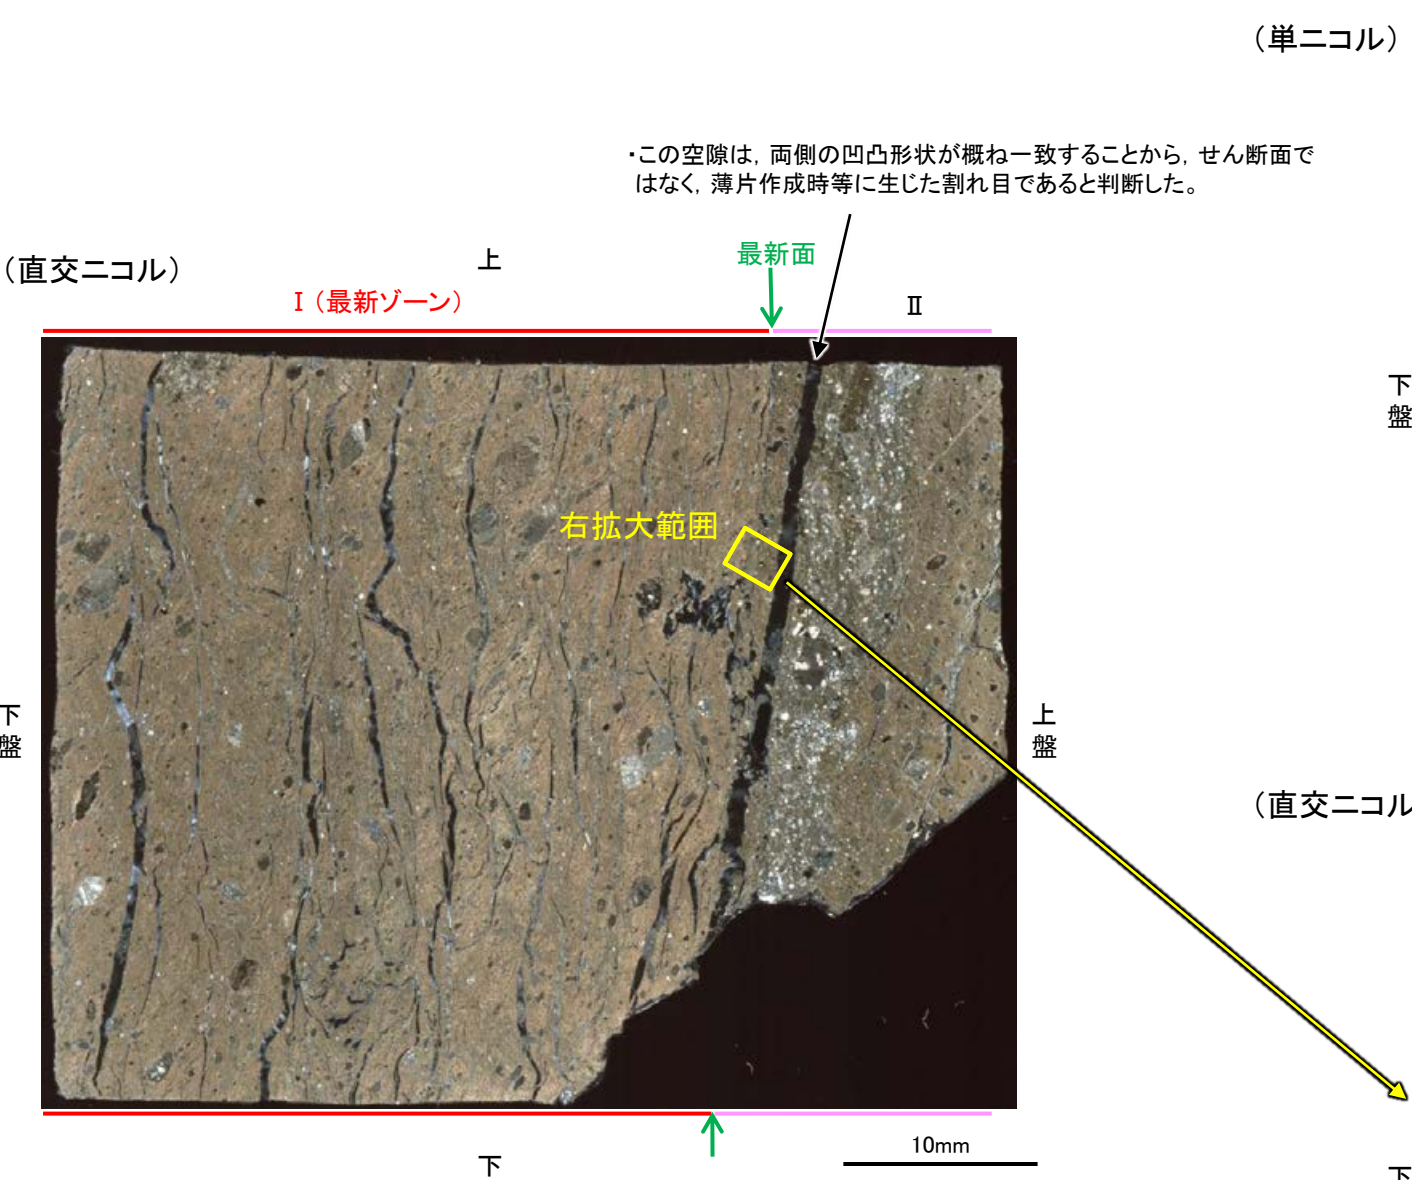 （単ニコル）
・この空隙は，両側の凹凸形状が概ね一致することから，せん断面で
はなく，薄片作成時等に生じた割れ目であると判断した。
（直交ニコル）
上
最新面
Ⅰ（最新ゾーン）
Ⅱ
下盤
右拡大範囲
下盤
上盤
（直交ニコル
10mm
下
下